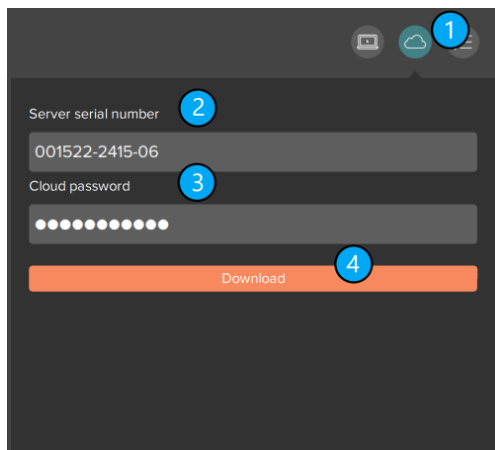 1
Server serial number 2
001522-2415-06
Cloud password 3
●●●●●●●●●●●
4
Download